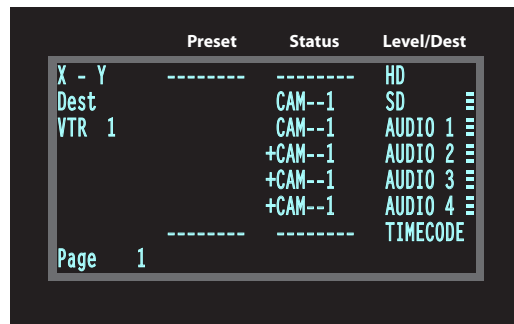 Preset Status Level/Dest
X - Y -------- -------- HD
Dest CAM--1 SD
VTR 1 CAM--1 AUDIO 1
+CAM--1 AUDIO 2
+CAM--1 AUDIO 3
+CAM--1 AUDIO 4
-------- -------- TIMECODE
Page 1